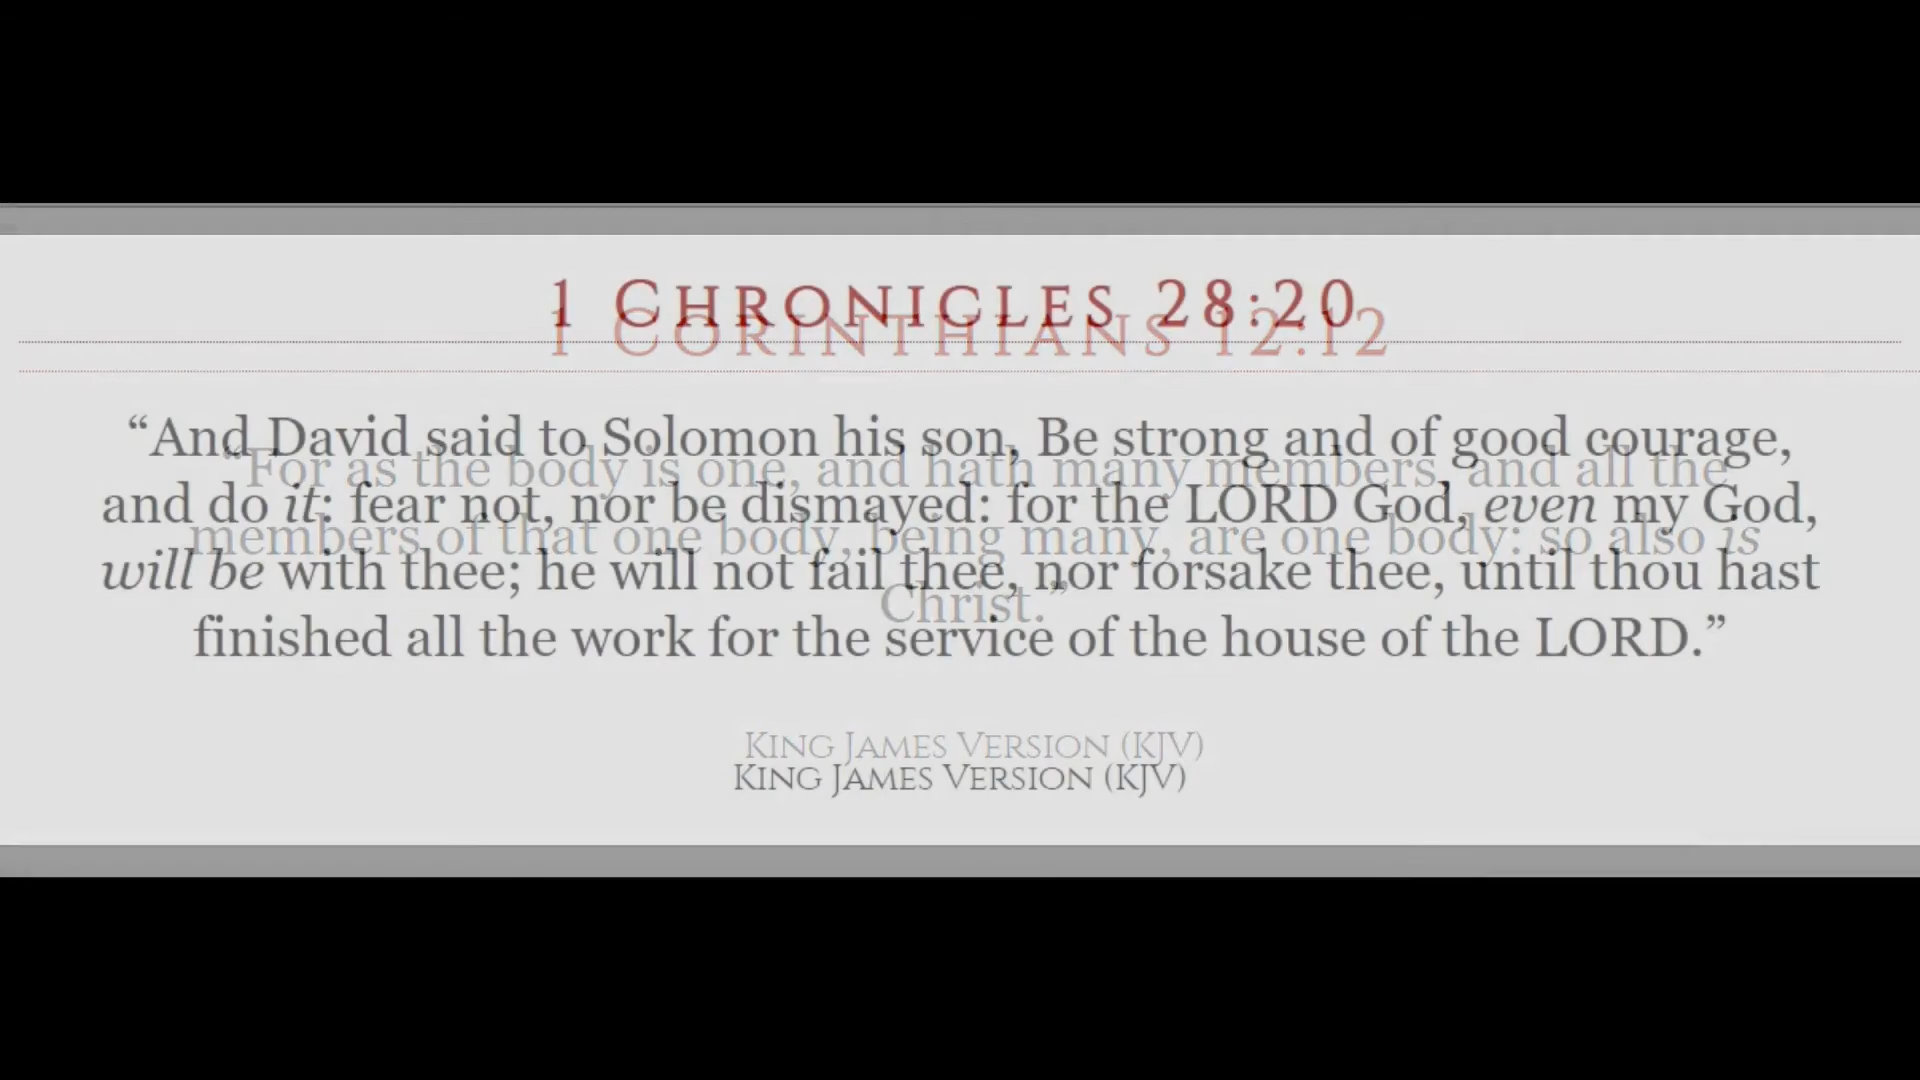 1 Chronicles 28:20
1 Corinthians 12:12
“And David said to Solomon his son, Be strong and of good courage,
and do it: fear not, nor be dismayed: for the LORD God, even my God,
will be with thee; he will not fail thee, nor forsake thee, until thou hast
finished all the work for the service of the house of the LORD.”
“For as the body is one, and hath many members, and all the
members of that one body, being many, are one body: so also is
Christ.”
King James Version (KJV)
King James Version (KJV)